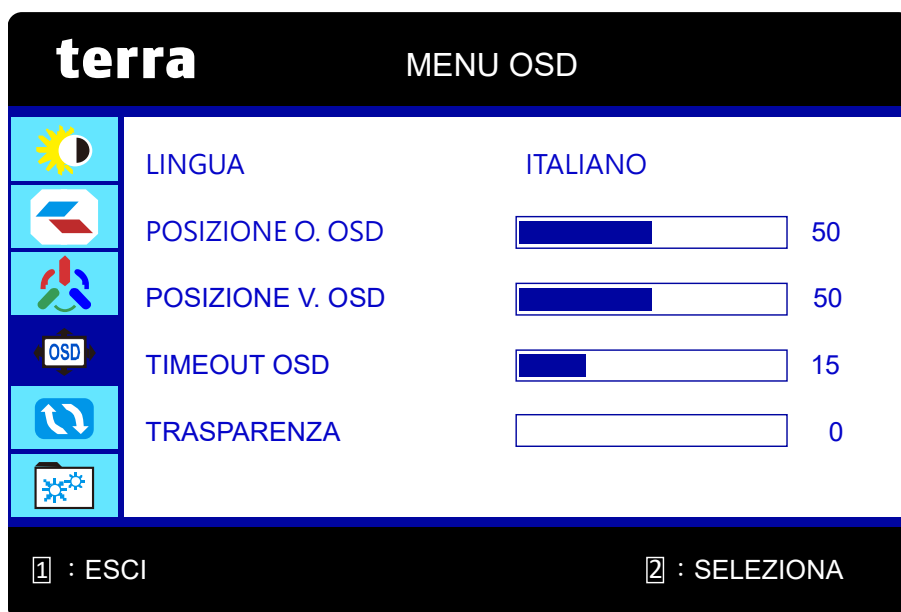 terra MENU OSD
LINGUA ITALIANO
POSIZIONE O. OSD 50
POSIZIONE V. OSD 50
OSD TIMEOUT OSD 15
TRASPARENZA 0
1 : ESCI 2 : SELEZIONA